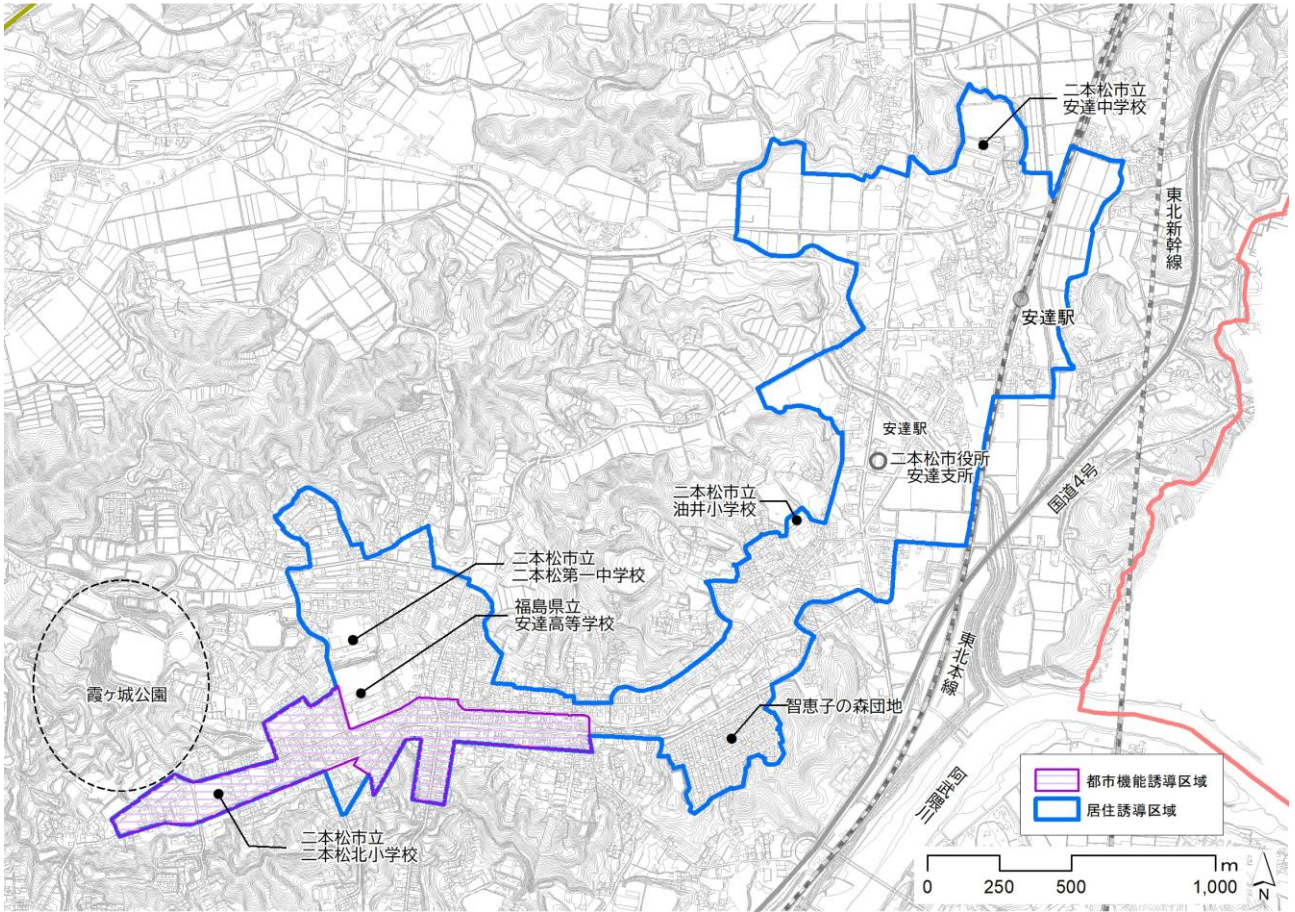 二本松市立
安達中学校
東北新幹線
安達駅
安達駅
二本松市役所
安達支所
国道4号
二本松市立
油井小学校
二本松市立
二本松第一中学校
福島県立
安達高等学校
霞ヶ城公園
東北本線
智恵子の森団地
阿武隈川
二本松市立
二本松北小学校
都市機能誘導区域
居住誘導区域
0 250 500 1,000 m
N